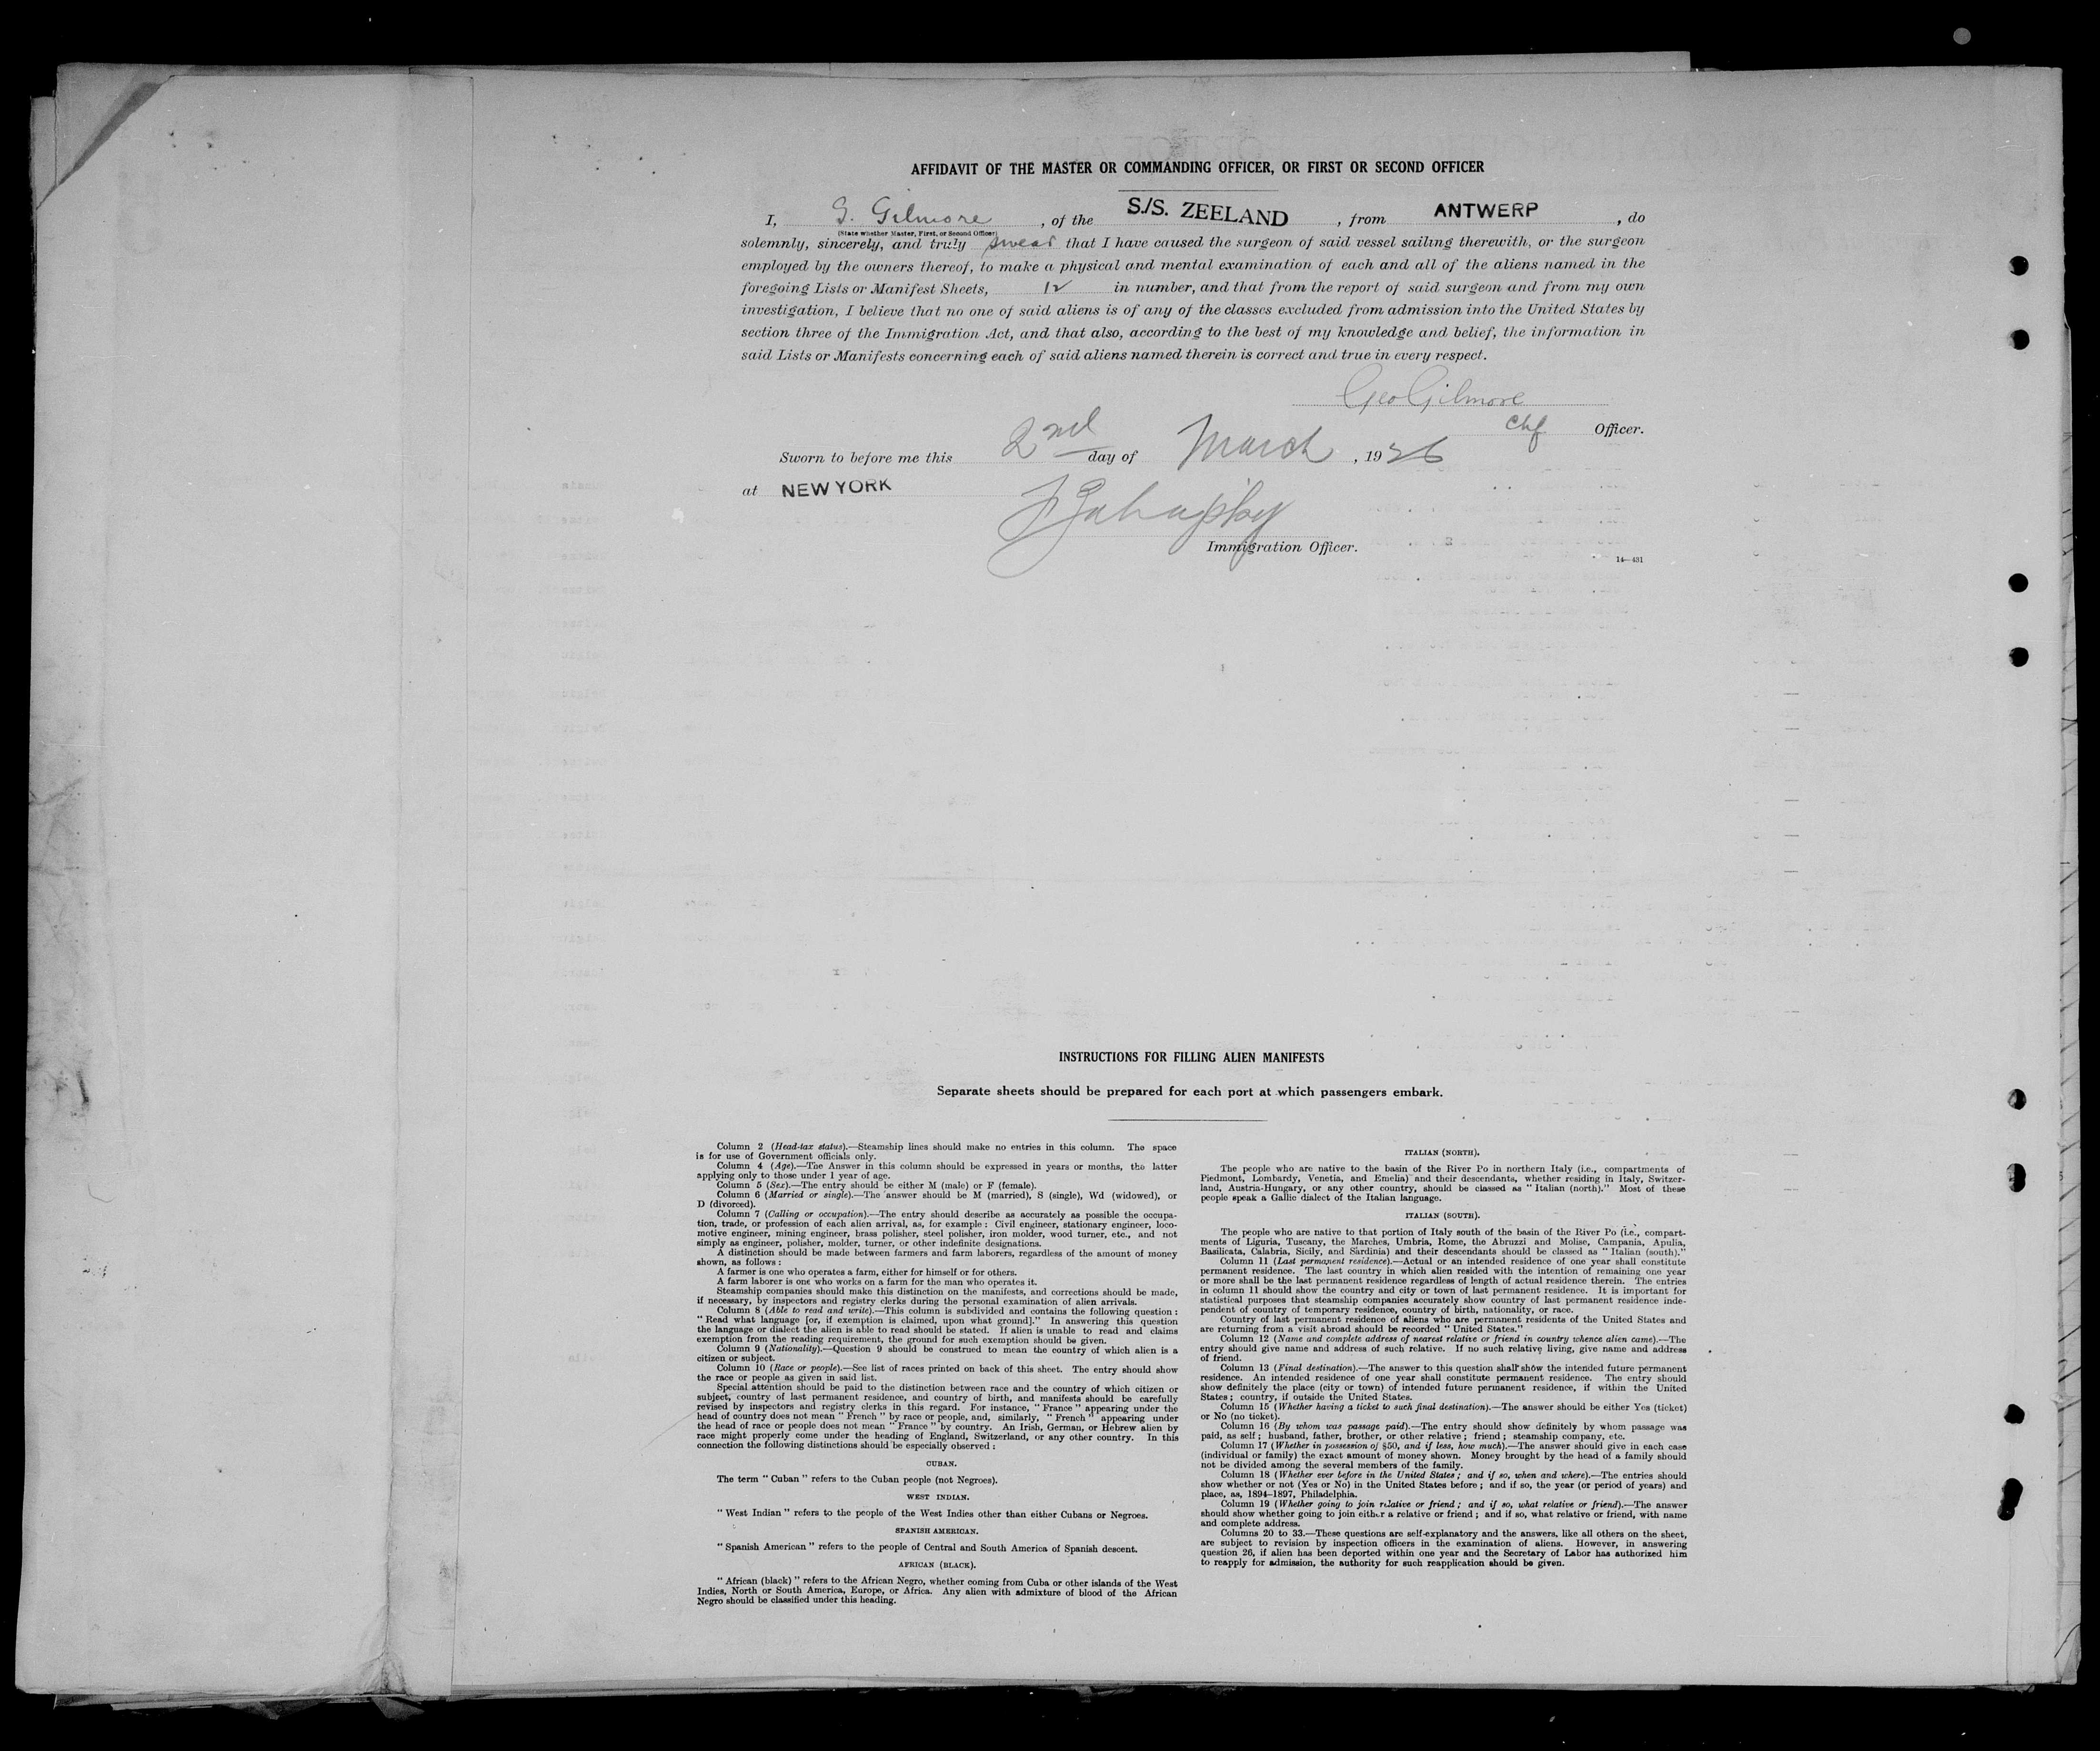 AFFIDAVIT OF THE MASTER OR COMMANDING OFFICER, OR FIRST OR SECOND OFFICER
I, G. Gilmore, of the S./S. ZEELAND, from ANTWERP, do
(State whether Master, First, or Second Officer)
solemnly, sincerely, and truly swear that I have caused the surgeon of said vessel sailing therewith, or the surgeon
employed by the owners thereof, to make a physical and mental examination of each and all of the aliens named in the
foregoing Lists or Manifest Sheets, 12 in number, and that from the report of said surgeon and from my own
investigation, I believe that no one of said aliens is of any of the classes excluded from admission into the United States by
section three of the Immigration Act, and that also, according to the best of my knowledge and belief, the information in
said Lists or Manifests concerning each of said aliens named therein is correct and true in every respect.
Geo Gilmore
Chf Officer.
Sworn to before me this 2nd day of March, 1926
at NEW YORK
Immigration Officer.
14—431
INSTRUCTIONS FOR FILLING ALIEN MANIFESTS
Separate sheets should be prepared for each port at which passengers embark.
Column 2 (Head-tax status).—Steamship lines should make no entries in this column. The space
is for use of Government officials only.
Column 4 (Age).—The Answer in this column should be expressed in years or months, the latter
applying only to those under 1 year of age.
Column 5 (Sex).—The entry should be either M (male) or F (female).
Column 6 (Married or single).—The answer should be M (married), S (single), Wd (widowed), or
D (divorced).
Column 7 (Calling or occupation).—The entry should describe as accurately as possible the occupa-
tion, trade, or profession of each alien arrival, as, for example : Civil engineer, stationary engineer, loco-
motive engineer, mining engineer, brass polisher, steel polisher, iron molder, wood turner, etc., and not
simply as engineer, polisher, molder, turner, or other indefinite designations.
A distinction should be made between farmers and farm laborers, regardless of the amount of money
shown, as follows :
A farmer is one who operates a farm, either for himself or for others.
A farm laborer is one who works on a farm for the man who operates it.
Steamship companies should make this distinction on the manifests, and corrections should be made,
if necessary, by inspectors and registry clerks during the personal examination of alien arrivals.
Column 8 (Able to read and write).—This column is subdivided and contains the following question :
" Read what language [or, if exemption is claimed, upon what ground]." In answering this question
the language or dialect the alien is able to read should be stated. If alien is unable to read and claims
exemption from the reading requirement, the ground for such exemption should be given.
Column 9 (Nationality).—Question 9 should be construed to mean the country of which alien is a
citizen or subject.
Column 10 (Race or people).—See list of races printed on back of this sheet. The entry should show
the race or people as given in said list.
Special attention should be paid to the distinction between race and the country of which citizen or
subject, country of last permanent residence, and country of birth, and manifests should be carefully
revised by inspectors and registry clerks in this regard. For instance, " France " appearing under the
head of country does not mean " French " by race or people, and, similarly, " French " appearing under
the head of race or people does not mean " France " by country. An Irish, German, or Hebrew alien by
race might properly come under the heading of England, Switzerland, or any other country. In this
connection the following distinctions should be especially observed :
CUBAN.
The term " Cuban " refers to the Cuban people (not Negroes).
WEST INDIAN.
" West Indian " refers to the people of the West Indies other than either Cubans or Negroes.
SPANISH AMERICAN.
" Spanish American " refers to the people of Central and South America of Spanish descent.
AFRICAN (BLACK).
" African (black) " refers to the African Negro, whether coming from Cuba or other islands of the West
Indies, North or South America, Europe, or Africa. Any alien with admixture of blood of the African
Negro should be classified under this heading.
ITALIAN (NORTH).
The people who are native to the basin of the River Po in northern Italy (i.e., compartments of
Piedmont, Lombardy, Venetia, and Emelia) and their descendants, whether residing in Italy, Switzer-
land, Austria-Hungary, or any other country, should be classed as " Italian (north)." Most of these
people speak a Gallic dialect of the Italian language.
ITALIAN (SOUTH).
The people who are native to that portion of Italy south of the basin of the River Po (i.e., compart-
ments of Liguria, Tuscany, the Marches, Umbria, Rome, the Abruzzi and Molise, Campania, Apulia,
Basilicata, Calabria, Sicily, and Sardinia) and their descendants should be classed as " Italian (south)."
Column 11 (Last permanent residence).—Actual or an intended residence of one year shall constitute
permanent residence. The last country in which alien resided with the intention of remaining one year
or more shall be the last permanent residence regardless of length of actual residence therein. The entries
in column 11 should show the country and city or town of last permanent residence. It is important for
statistical purposes that steamship companies accurately show country of last permanent residence inde-
pendent of country of temporary residence, country of birth, nationality, or race.
Country of last permanent residence of aliens who are permanent residents of the United States and
are returning from a visit abroad should be recorded " United States."
Column 12 (Name and complete address of nearest relative or friend in country whence alien came).—The
entry should give name and address of such relative. If no such relative living, give name and address
of friend.
Column 13 (Final destination).—The answer to this question shall show the intended future permanent
residence. An intended residence of one year shall constitute permanent residence. The entry should
show definitely the place (city or town) of intended future permanent residence, if within the United
States ; country, if outside the United States.
Column 15 (Whether having a ticket to such final destination).—The answer should be either Yes (ticket)
or No (no ticket).
Column 16 (By whom was passage paid).—The entry should show definitely by whom passage was
paid, as self ; husband, father, brother, or other relative ; friend ; steamship company, etc.
Column 17 (Whether in possession of $50, and if less, how much).—The answer should give in each case
(individual or family) the exact amount of money shown. Money brought by the head of a family should
not be divided among the several members of the family.
Column 18 (Whether ever before in the United States ; and if so, when and where).—The entries should
show whether or not (Yes or No) in the United States before ; and if so, the year (or period of years) and
place, as, 1894–1897, Philadelphia.
Column 19 (Whether going to join relative or friend ; and if so, what relative or friend).—The answer
should show whether going to join either a relative or friend ; and if so, what relative or friend, with name
and complete address.
Columns 20 to 33.—These questions are self-explanatory and the answers, like all others on the sheet,
are subject to revision by inspection officers in the examination of aliens. However, in answering
question 26, if alien has been deported within one year and the Secretary of Labor has authorized him
to reapply for admission, the authority for such reapplication should be given.